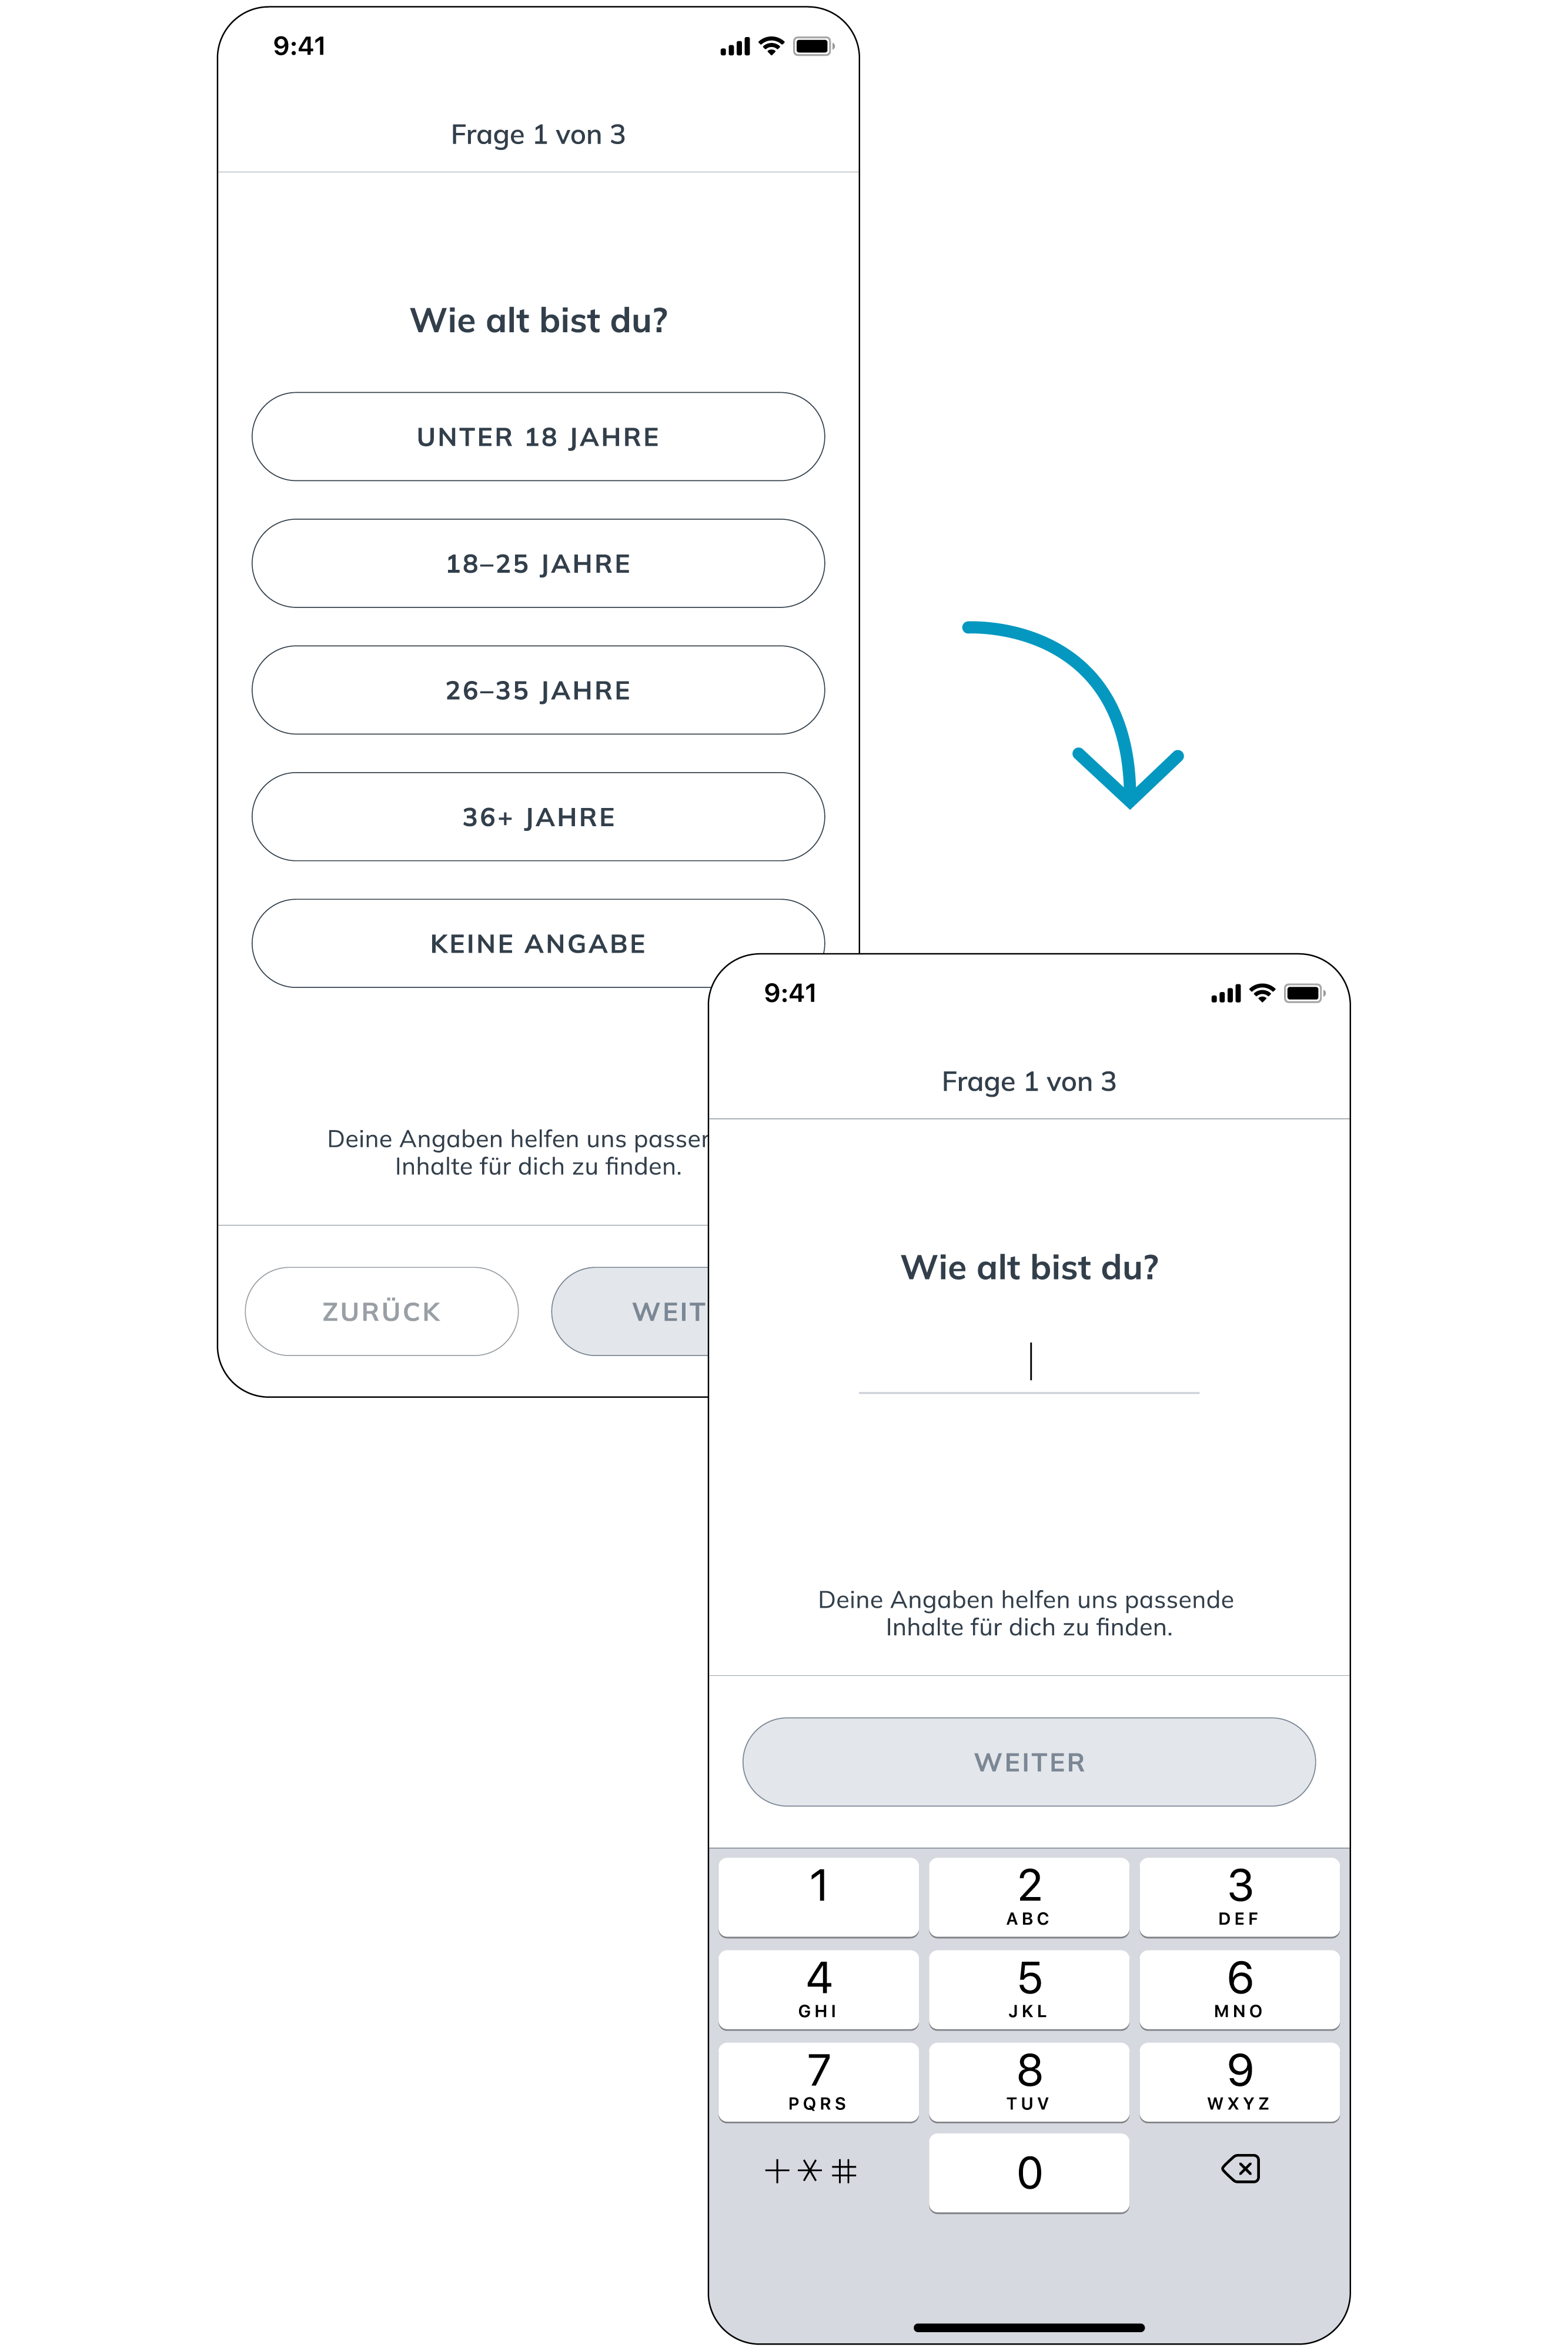 9:41
Frage 1 von 3
Wie alt bist du?
UNTER 18 JAHRE
18–25 JAHRE
26–35 JAHRE
36+ JAHRE
KEINE ANGABE
Deine Angaben helfen uns passen
Inhalte für dich zu finden.
ZURÜCK
WEIT
9:41
Frage 1 von 3
Wie alt bist du?
Deine Angaben helfen uns passende
Inhalte für dich zu finden.
WEITER
1 2 3
ABC DEF
4 5 6
GHI JKL MNO
7 8 9
PQRS TUV WXYZ
+*# 0